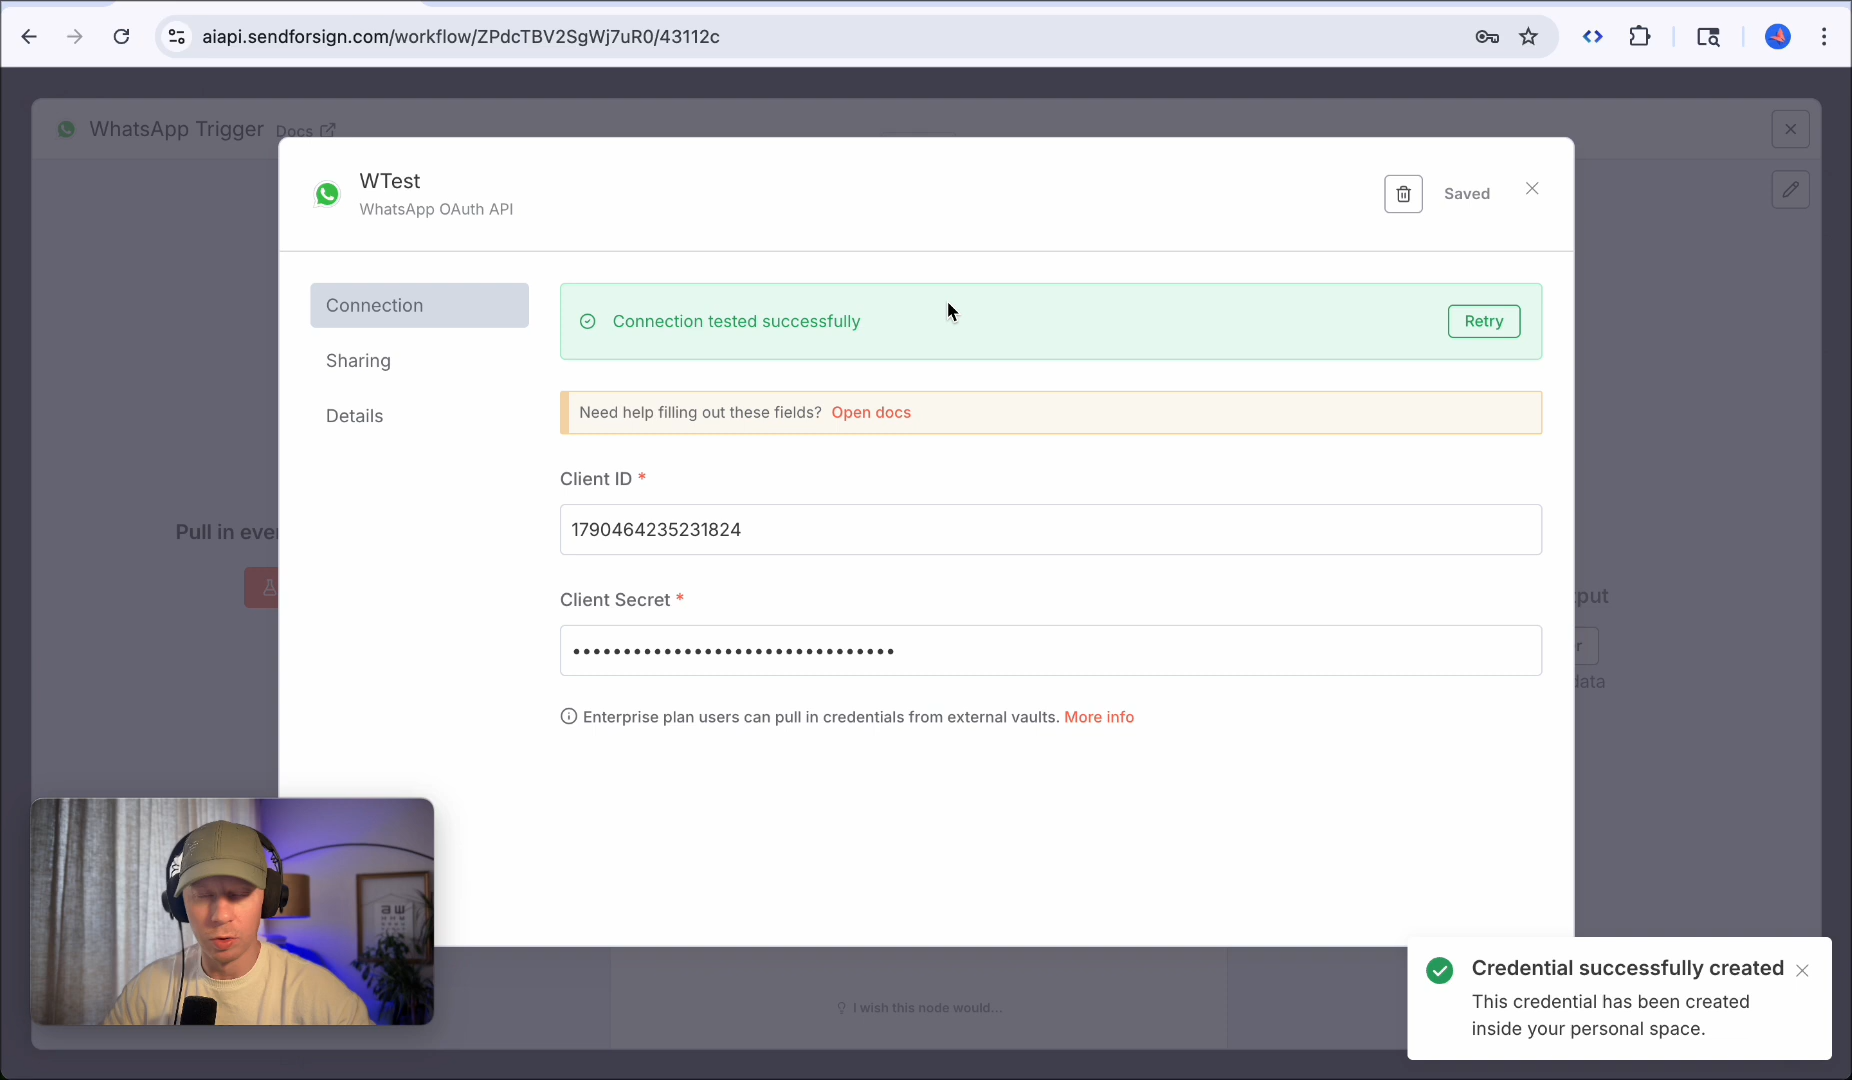 aiapi.sendforsign.com/workflow/ZPdcTBV2SgWj7uR0/43112c
WhatsApp Trigger Docs
WTest
WhatsApp OAuth API
Saved
Connection
Sharing
Details
Connection tested successfully
Retry
Need help filling out these fields? Open docs
Client ID *
1790464235231824
Client Secret *
••••••••••••••••••••••••••••••••
Enterprise plan users can pull in credentials from external vaults. More info
Pull in ever
put
r
data
I wish this node would...
Credential successfully created
This credential has been created
inside your personal space.